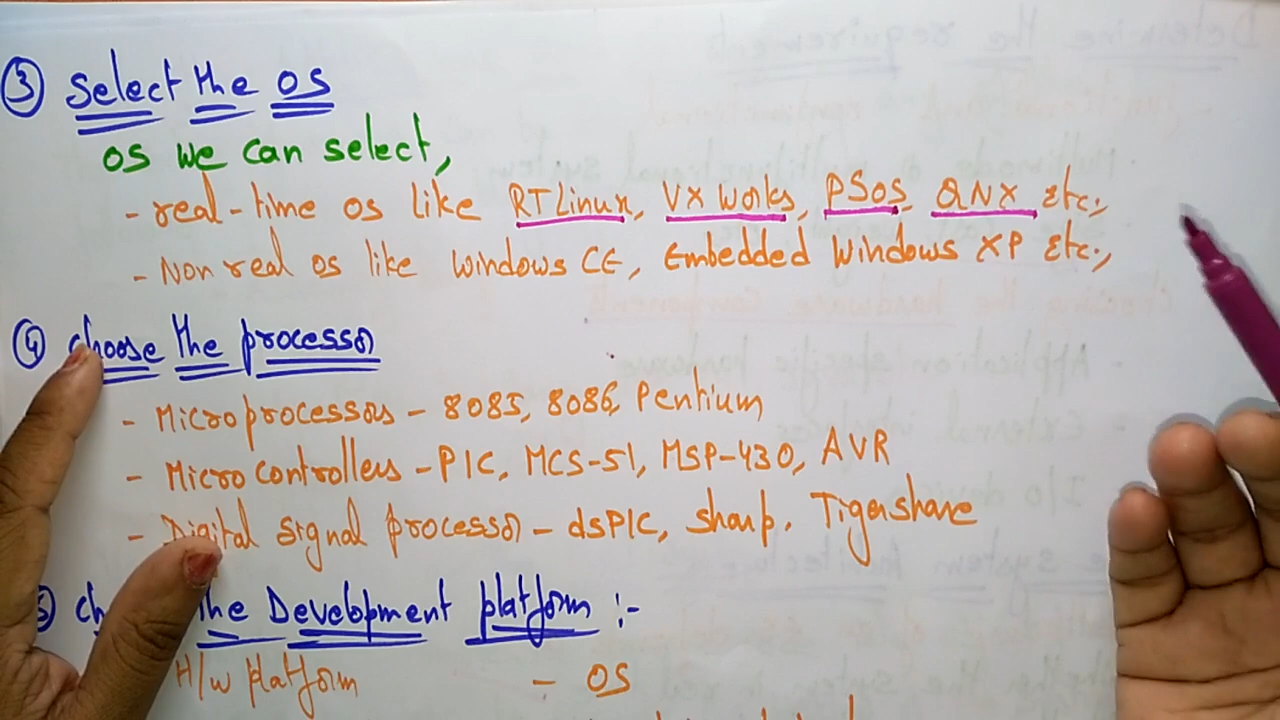 ③ Select the OS
OS we can select,
- real-time os like RTLinux, VX Works, PSOS, QNX Etc.,
- Non real os like windows CE, Embedded Windows XP Etc.,
④ choose the processor
- Microprocessors - 8085, 8086, Pentium
- Microcontrollers - PIC, MCS-51, MSP-430, AVR
- Digital signal processor - dsPIC, sharp. Tigershare
the Development platform :-
H/w platform - OS